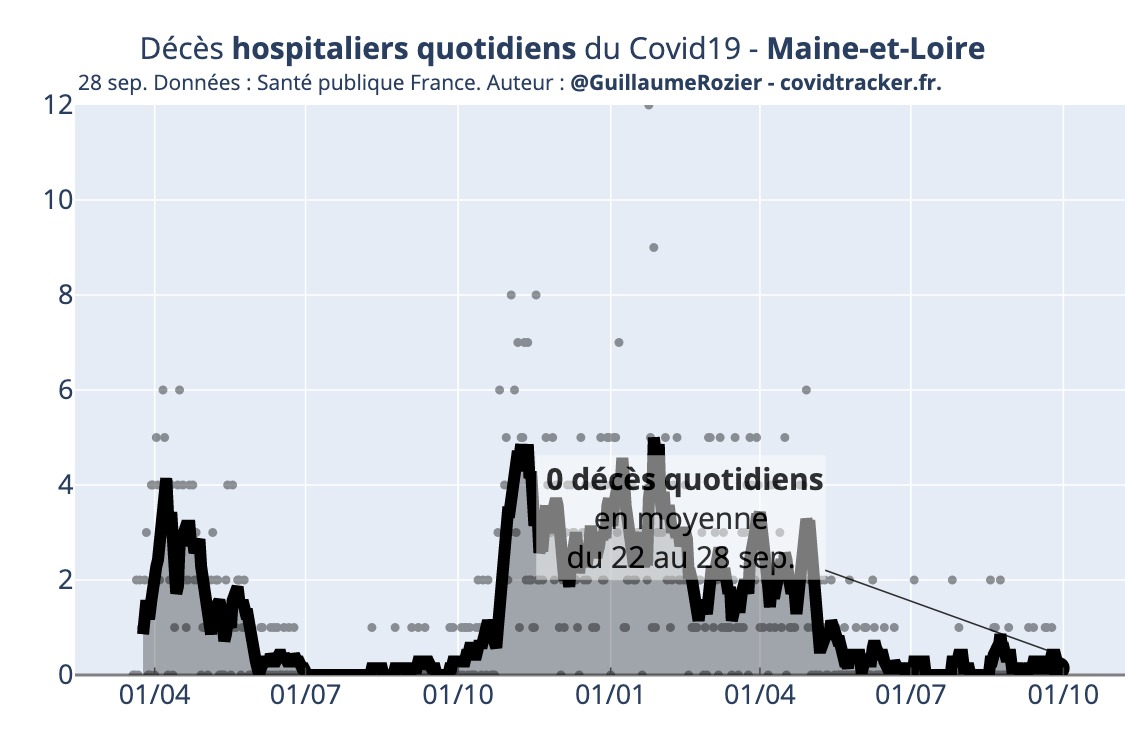 Décès hospitaliers quotidiens du Covid19 - Maine-et-Loire
28 sep. Données : Santé publique France. Auteur : @GuillaumeRozier - covidtracker.fr.
12
10
8
6
4
2
0
0 décès quotidiens
en moyenne
du 22 au 28 sep.
01/04 01/07 01/10 01/01 01/04 01/07 01/10